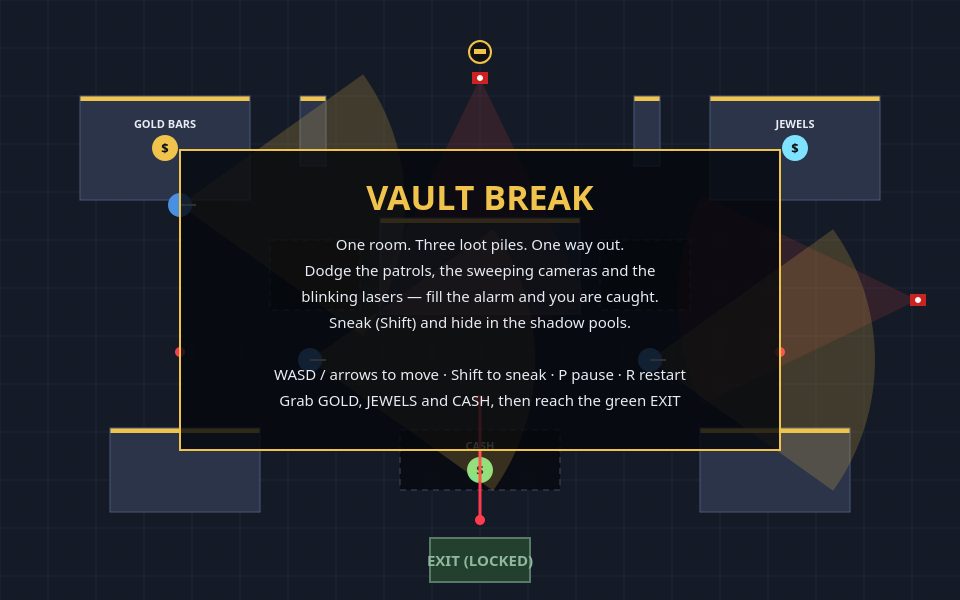 GOLD BARS
$
JEWELS
$
VAULT BREAK
One room. Three loot piles. One way out.
Dodge the patrols, the sweeping cameras and the
blinking lasers — fill the alarm and you are caught.
Sneak (Shift) and hide in the shadow pools.
WASD / arrows to move · Shift to sneak · P pause · R restart
Grab GOLD, JEWELS and CASH, then reach the green EXIT
CASH
$
EXIT (LOCKED)